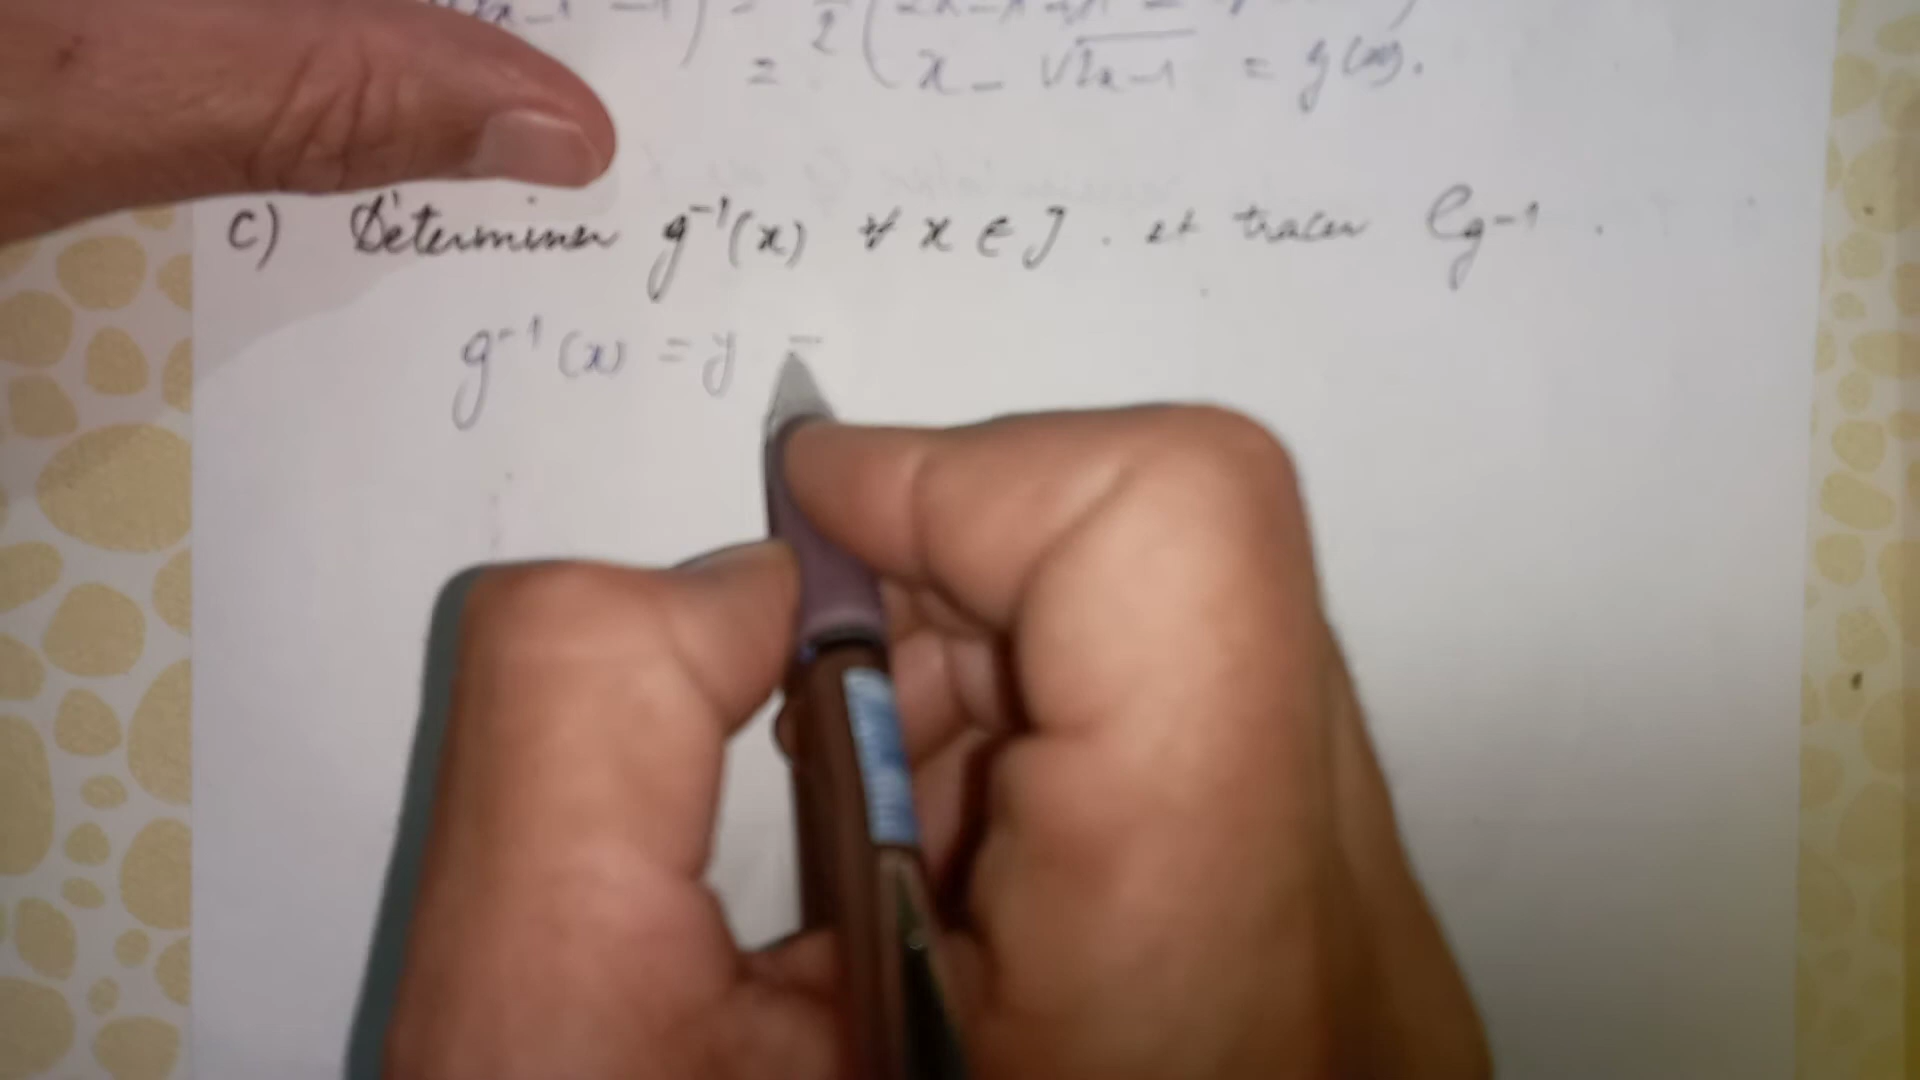 = x - √2x-1 = g(x).
c) Déterminer g⁻¹(x) ∀ x ∈ J. et tracer Cg-1.
g⁻¹(x) = y